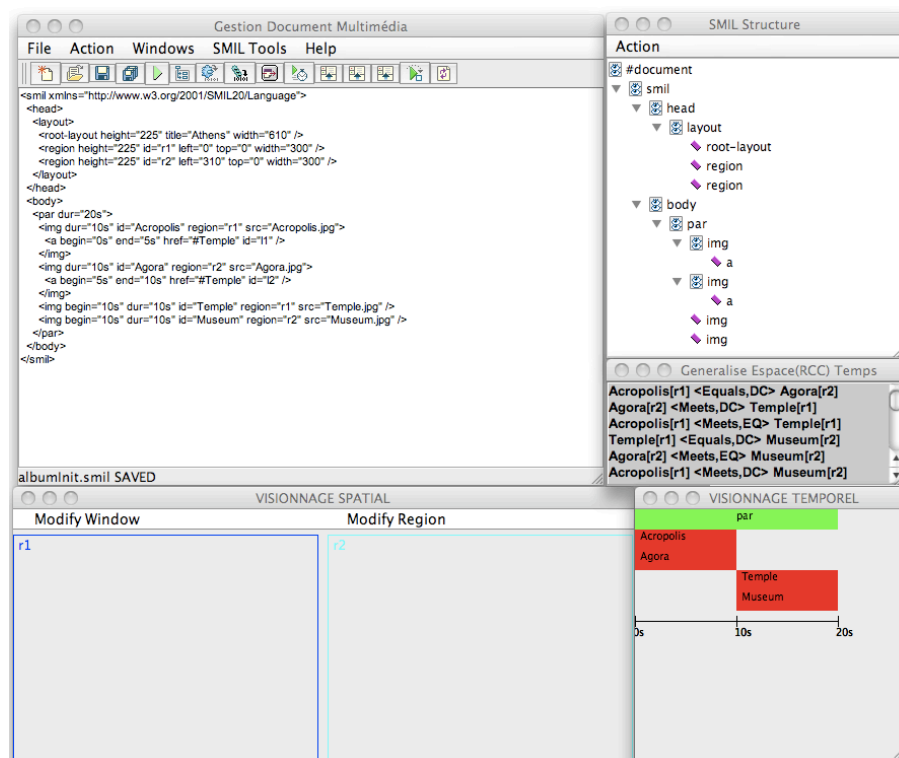 Gestion Document Multimédia
File Action Windows SMIL Tools Help
<smil xmlns="http://www.w3.org/2001/SMIL20/Language">
<head>
<layout>
<root-layout height="225" title="Athens" width="610" />
<region height="225" id="r1" left="0" top="0" width="300" />
<region height="225" id="r2" left="310" top="0" width="300" />
</layout>
</head>
<body>
<par dur="20s">
<img dur="10s" id="Acropolis" region="r1" src="Acropolis.jpg">
<a begin="0s" end="5s" href="#Temple" id="l1" />
</img>
<img dur="10s" id="Agora" region="r2" src="Agora.jpg">
<a begin="5s" end="10s" href="#Temple" id="l2" />
</img>
<img begin="10s" dur="10s" id="Temple" region="r1" src="Temple.jpg" />
<img begin="10s" dur="10s" id="Museum" region="r2" src="Museum.jpg" />
</par>
</body>
</smil>
albumInit.smil SAVED
SMIL Structure
Action
#document
smil
head
layout
root-layout
region
region
body
par
img
a
img
a
img
img
Generalise Espace(RCC) Temps
Acropolis[r1] <Equals,DC> Agora[r2]
Agora[r2] <Meets,DC> Temple[r1]
Acropolis[r1] <Meets,EQ> Temple[r1]
Temple[r1] <Equals,DC> Museum[r2]
Agora[r2] <Meets,EQ> Museum[r2]
Acropolis[r1] <Meets,DC> Museum[r2]
VISIONNAGE SPATIAL
Modify Window Modify Region
r1 r2
VISIONNAGE TEMPOREL
par
Acropolis
Agora
Temple
Museum
0s 10s 20s